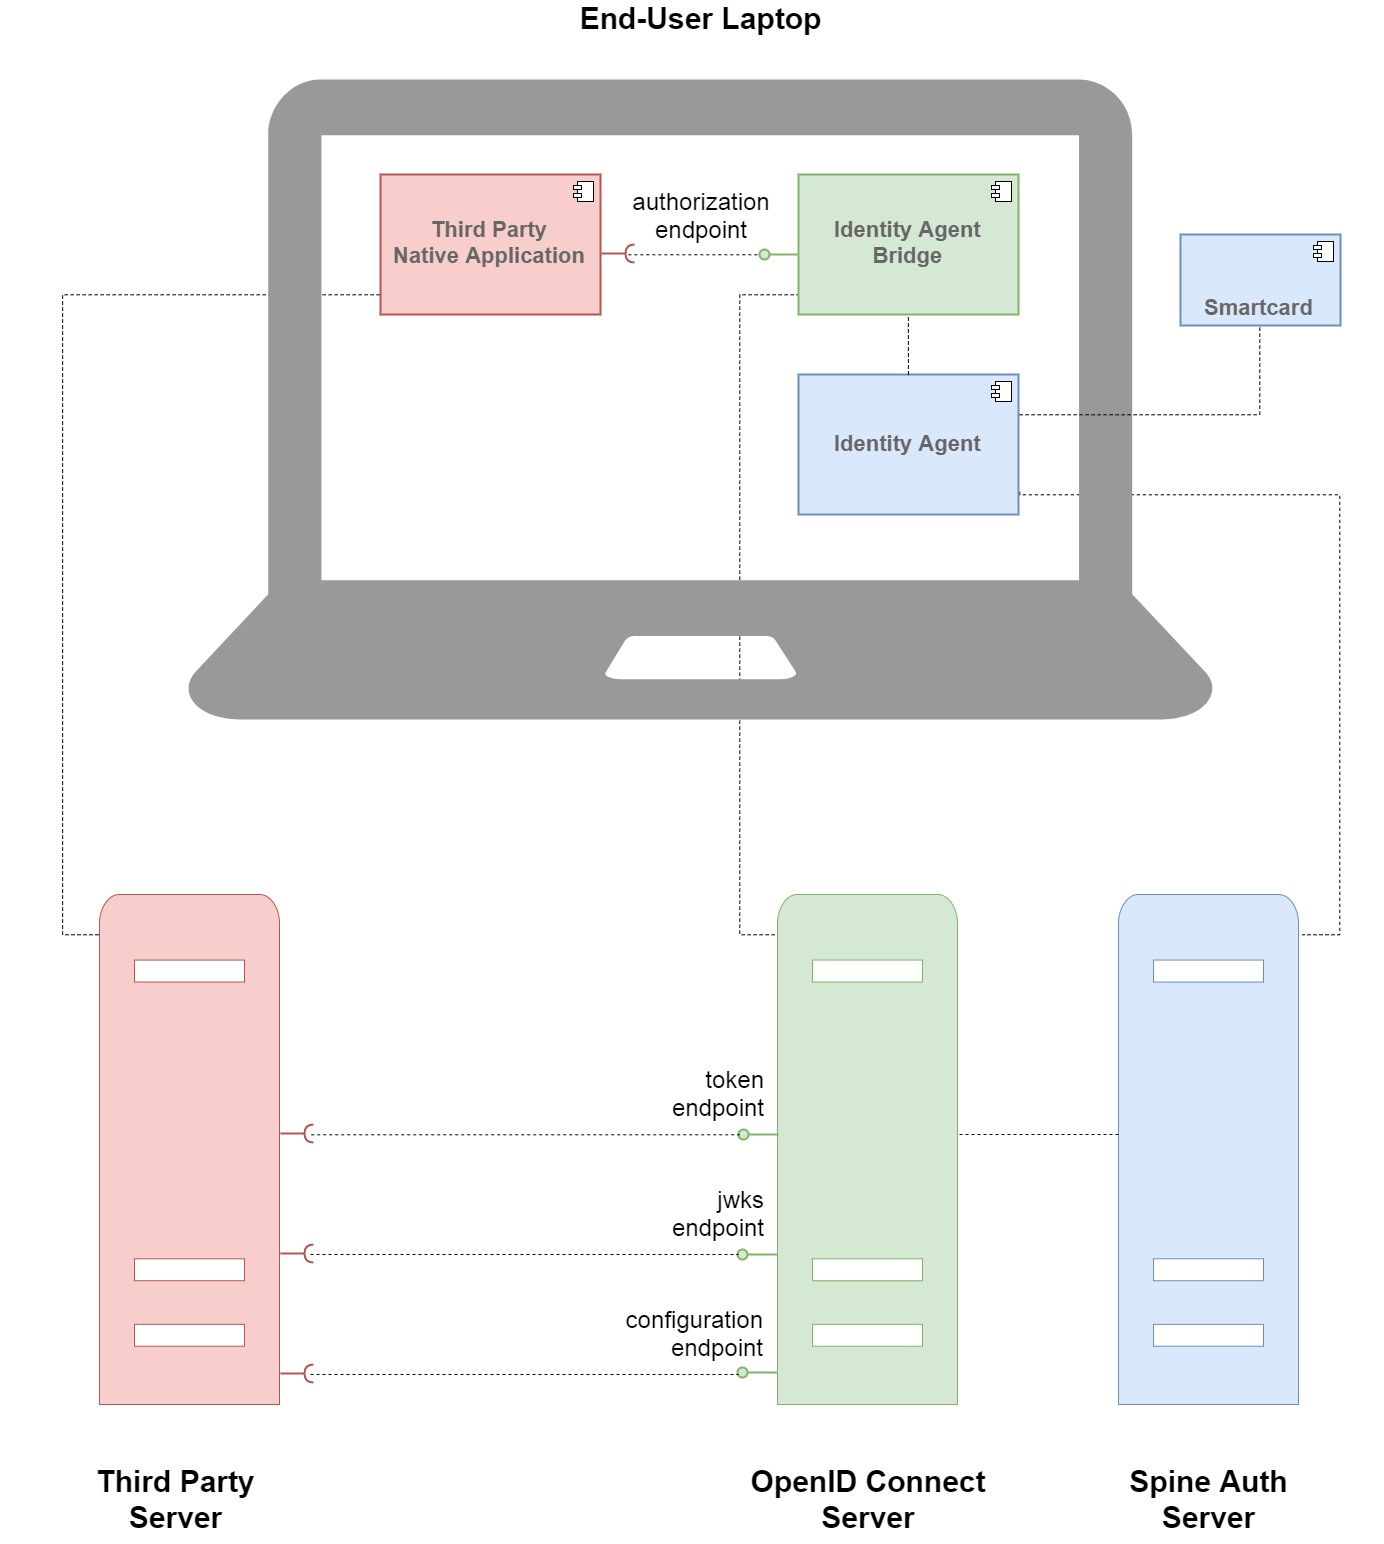 End-User Laptop
authorization
endpoint
Third Party
Native Application
Identity Agent
Bridge
Smartcard
Identity Agent
token
endpoint
jwks
endpoint
configuration
endpoint
Third Party
Server
OpenID Connect
Server
Spine Auth
Server